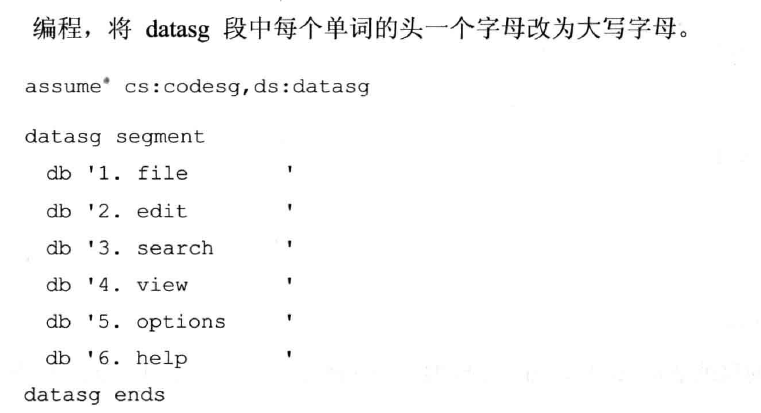 编程，将 datasg 段中每个单词的头一个字母改为大写字母。
assume cs:codesg,ds:datasg
datasg segment
  db '1. file         '
  db '2. edit         '
  db '3. search       '
  db '4. view         '
  db '5. options      '
  db '6. help         '
datasg ends